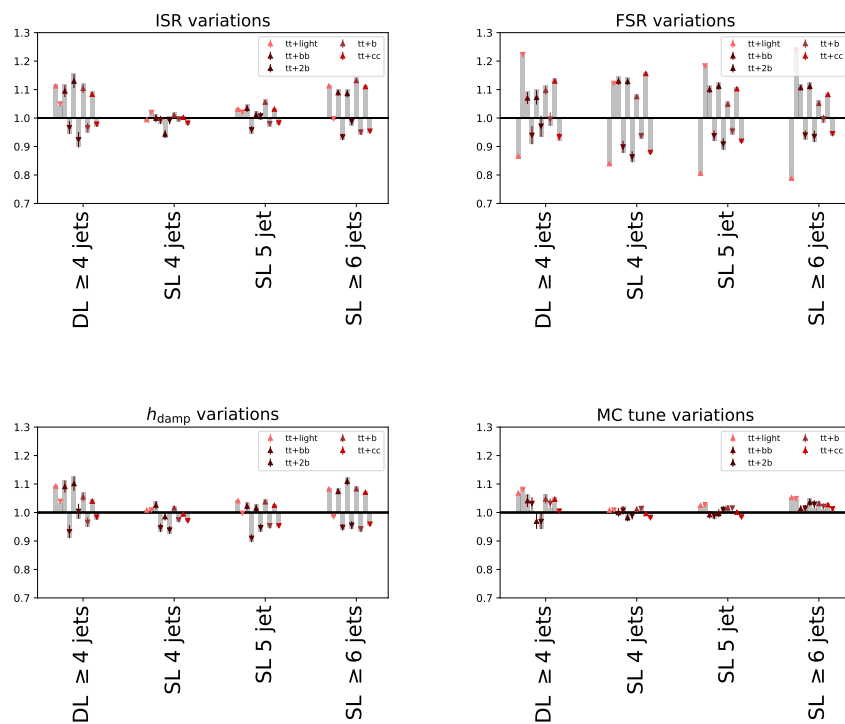 ISR variations
1.3
1.2
1.1
1.0
0.9
0.8
0.7
tt+light
tt+bb
tt+2b
tt+b
tt+cc
DL ≥ 4 jets
SL 4 jets
SL 5 jet
SL ≥ 6 jets
FSR variations
1.3
1.2
1.1
1.0
0.9
0.8
0.7
tt+light
tt+bb
tt+2b
tt+b
tt+cc
DL ≥ 4 jets
SL 4 jets
SL 5 jet
SL ≥ 6 jets
h_damp variations
1.3
1.2
1.1
1.0
0.9
0.8
0.7
tt+light
tt+bb
tt+2b
tt+b
tt+cc
DL ≥ 4 jets
SL 4 jets
SL 5 jet
SL ≥ 6 jets
MC tune variations
1.3
1.2
1.1
1.0
0.9
0.8
0.7
tt+light
tt+bb
tt+2b
tt+b
tt+cc
DL ≥ 4 jets
SL 4 jets
SL 5 jet
SL ≥ 6 jets